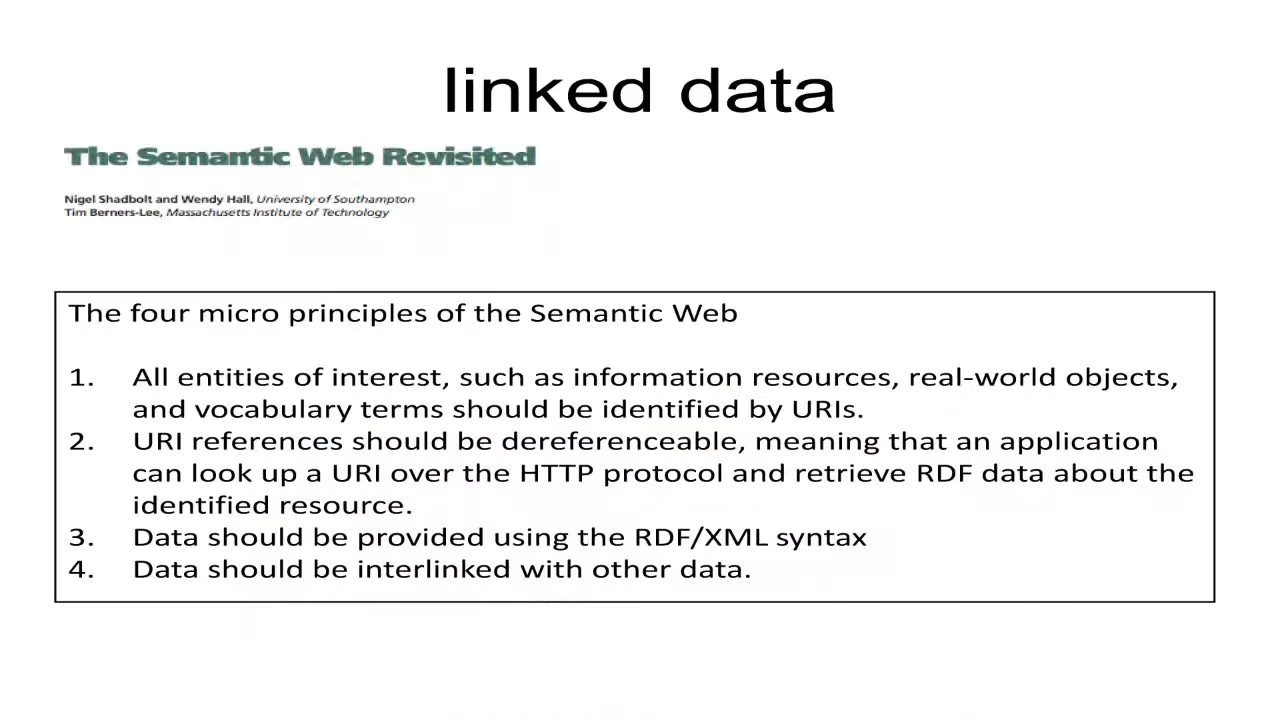 linked data
The Semantic Web Revisited
Nigel Shadbolt and Wendy Hall, University of Southampton
Tim Berners-Lee, Massachusetts Institute of Technology
The four micro principles of the Semantic Web
1. All entities of interest, such as information resources, real-world objects,
and vocabulary terms should be identified by URIs.
2. URI references should be dereferenceable, meaning that an application
can look up a URI over the HTTP protocol and retrieve RDF data about the
identified resource.
3. Data should be provided using the RDF/XML syntax
4. Data should be interlinked with other data.